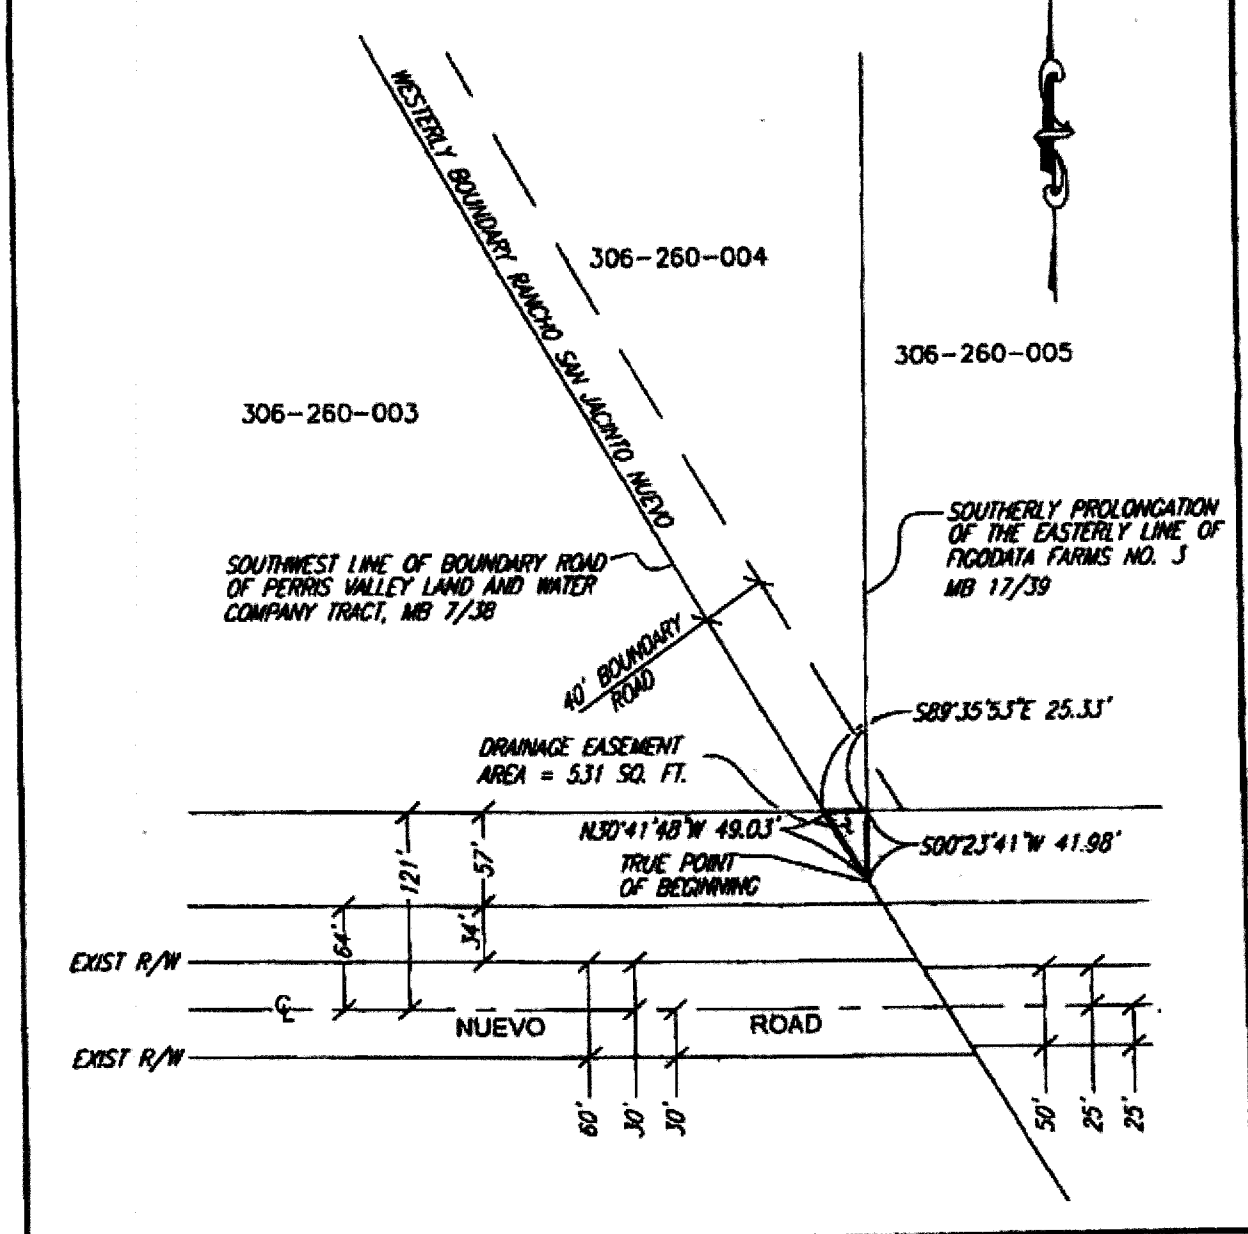 WESTERLY BOUNDARY RANCHO SAN JACINTO NUEVO
306-260-004
306-260-005
306-260-003
SOUTHERLY PROLONGATION
OF THE EASTERLY LINE OF
FIGODATA FARMS NO. 3
MB 17/39
SOUTHWEST LINE OF BOUNDARY ROAD
OF PERRIS VALLEY LAND AND WATER
COMPANY TRACT, MB 7/38
40' BOUNDARY
ROAD
S89°35'53"E 25.33'
DRAINAGE EASEMENT
AREA = 531 SQ. FT.
N30°41'48"W 49.03'
S00°23'41"W 41.98'
TRUE POINT
OF BEGINNING
121'
57'
64'
34'
EXIST R/W
℄
NUEVO ROAD
EXIST R/W
60'
30'
30'
50'
25'
25'